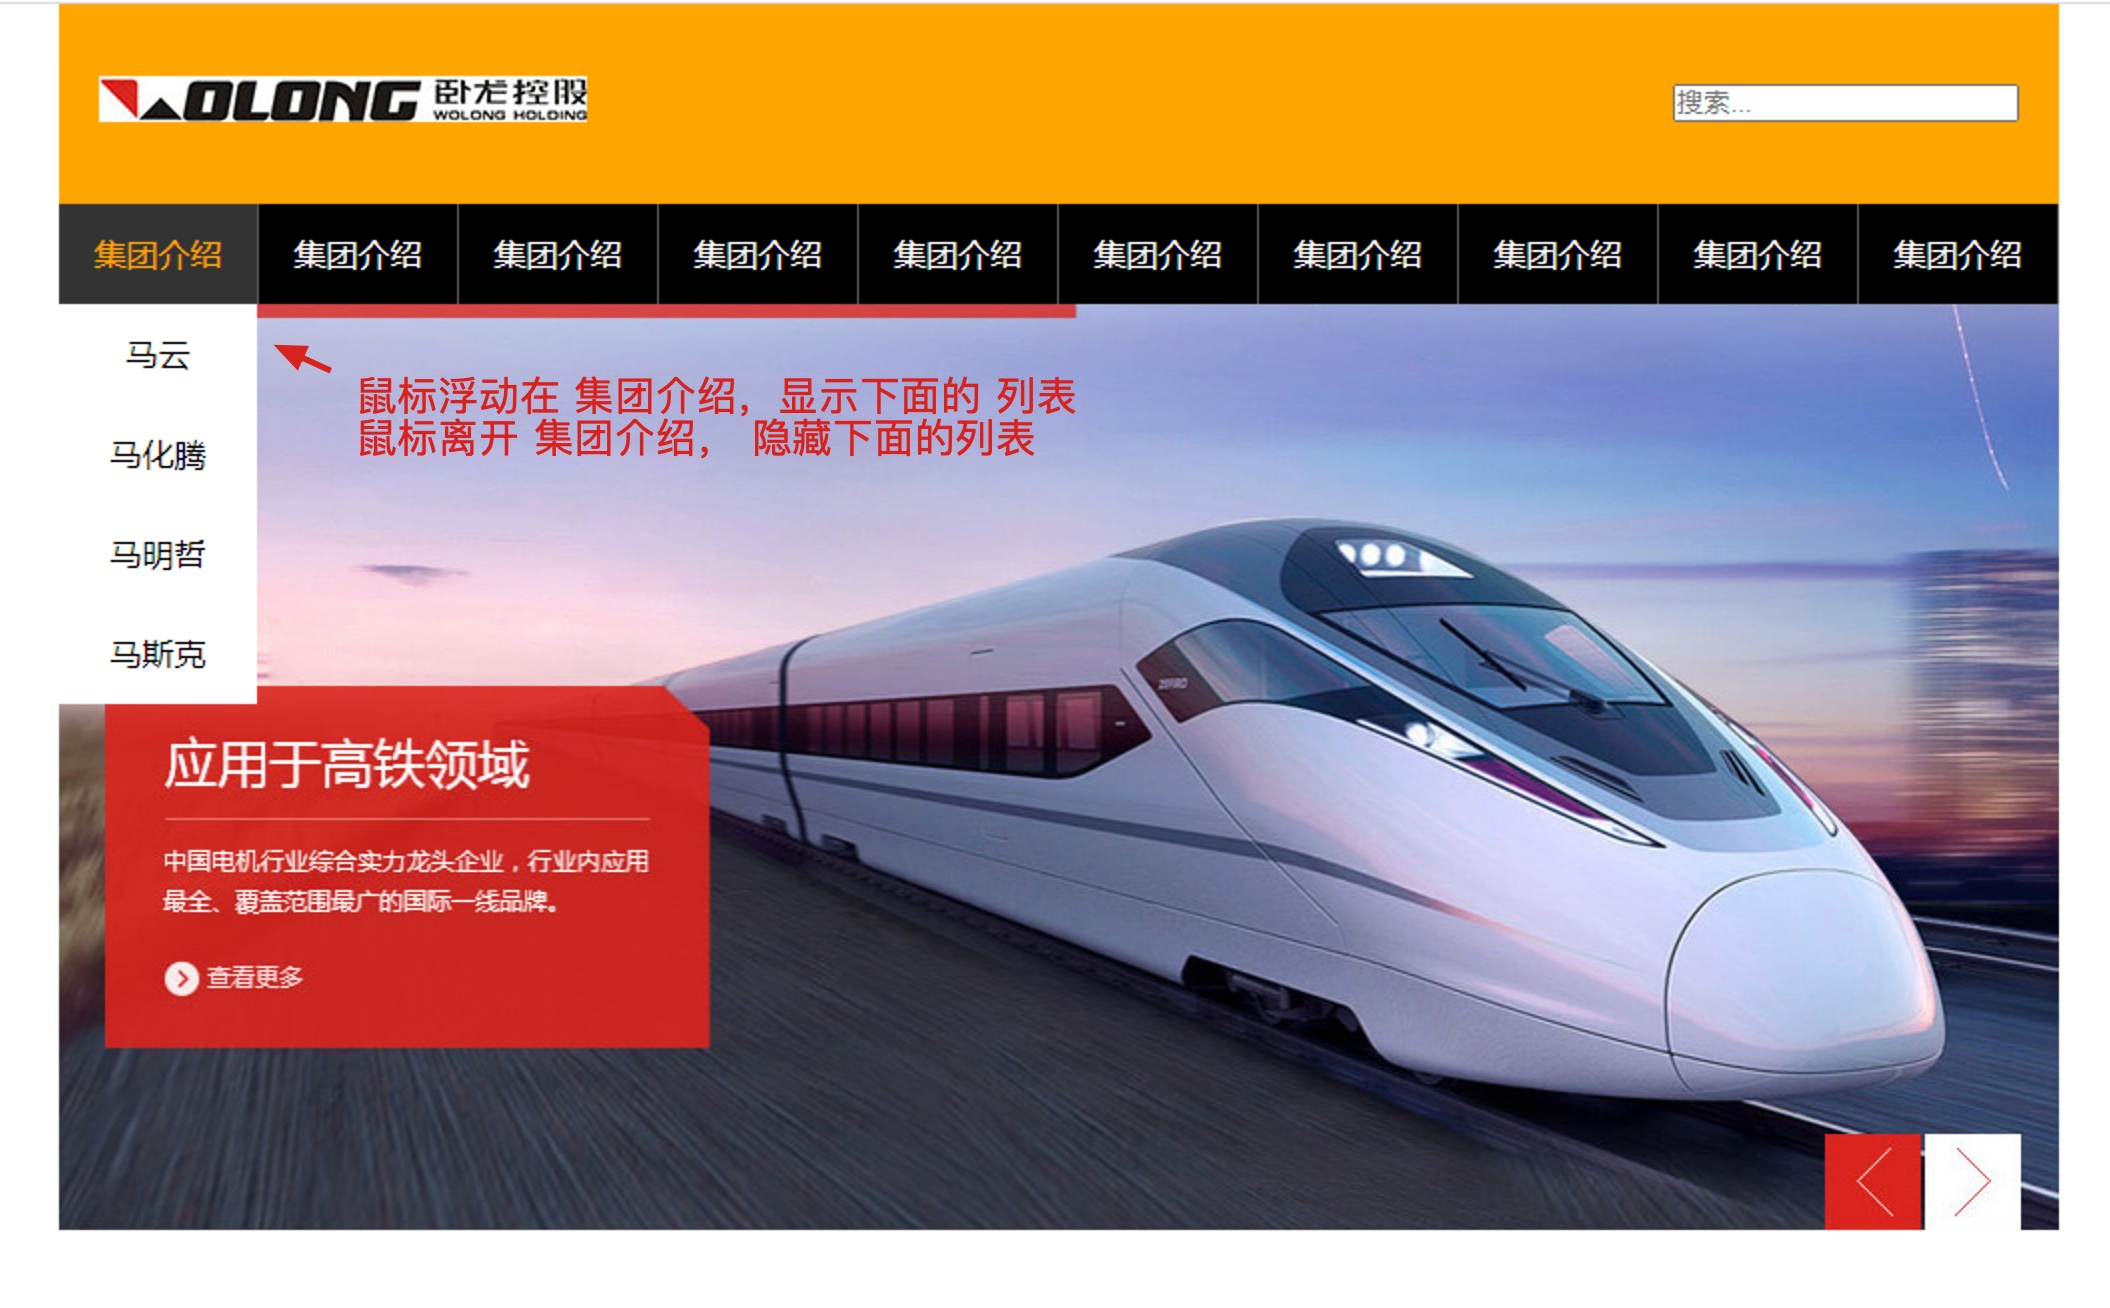 WOLONG 卧龙控股
WOLONG HOLDING
搜索...
集团介绍 集团介绍 集团介绍 集团介绍 集团介绍 集团介绍 集团介绍 集团介绍 集团介绍 集团介绍
马云
鼠标浮动在 集团介绍，显示下面的 列表
鼠标离开 集团介绍， 隐藏下面的列表
马化腾
马明哲
马斯克
应用于高铁领域
中国电机行业综合实力龙头企业，行业内应用
最全、覆盖范围最广的国际一线品牌。
查看更多